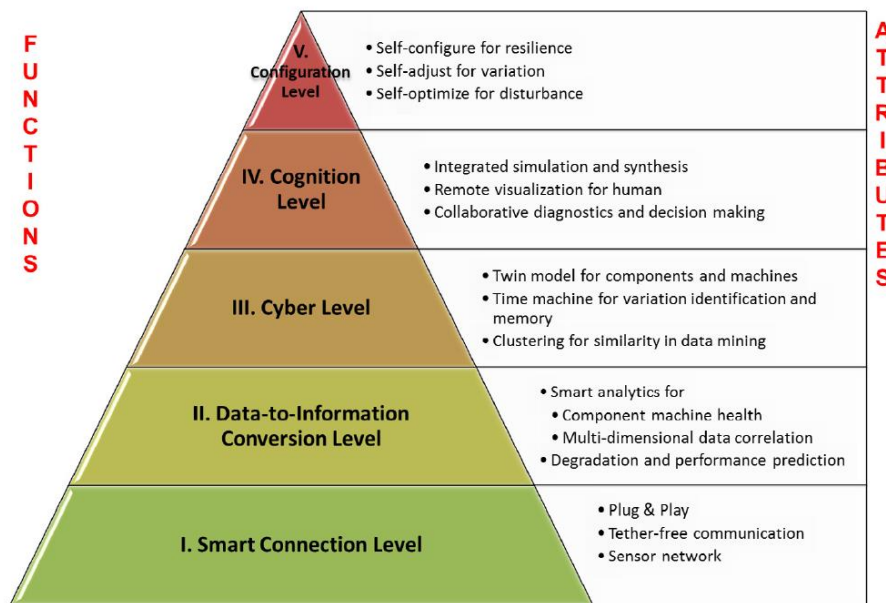 FUNCTIONS
ATTRIBUTES
V.
Configuration
Level
• Self-configure for resilience
• Self-adjust for variation
• Self-optimize for disturbance
IV. Cognition
Level
• Integrated simulation and synthesis
• Remote visualization for human
• Collaborative diagnostics and decision making
III. Cyber Level
• Twin model for components and machines
• Time machine for variation identification and
memory
• Clustering for similarity in data mining
II. Data-to-Information
Conversion Level
• Smart analytics for
• Component machine health
• Multi-dimensional data correlation
• Degradation and performance prediction
I. Smart Connection Level
• Plug & Play
• Tether-free communication
• Sensor network